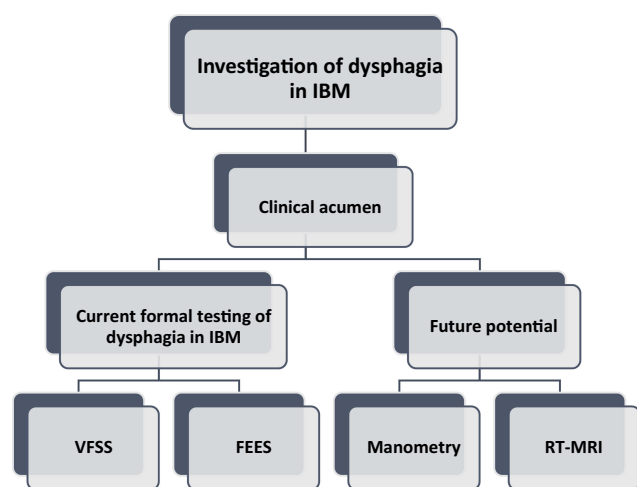 Investigation of dysphagia
in IBM
Clinical acumen
Current formal testing of
dysphagia in IBM
Future potential
VFSS
FEES
Manometry
RT-MRI